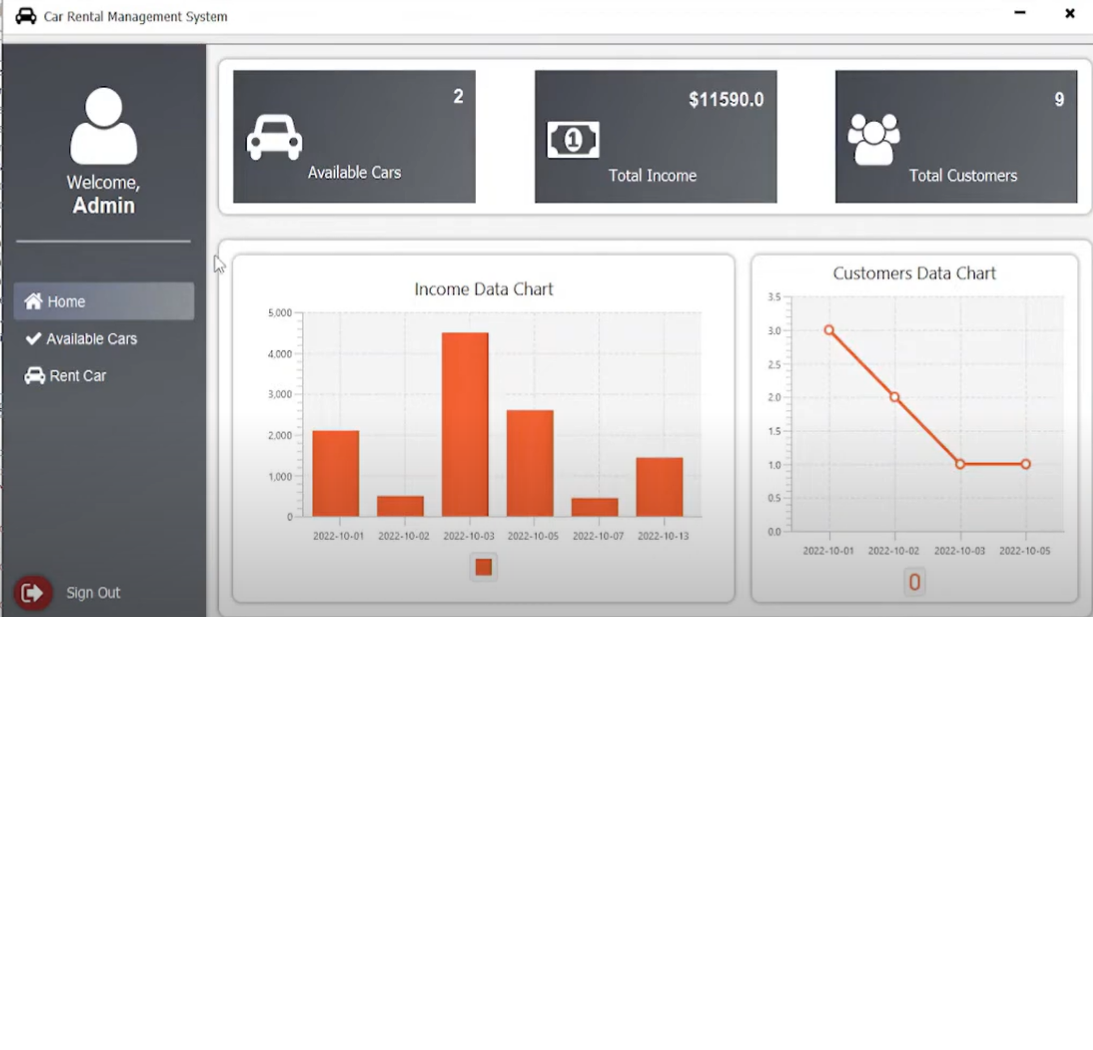 Car Rental Management System
Welcome,
Admin
Home
Available Cars
Rent Car
Sign Out
2
Available Cars
$11590.0
1
Total Income
9
Total Customers
Income Data Chart
5,000
4,000
3,000
2,000
1,000
0
2022-10-01 2022-10-02 2022-10-03 2022-10-05 2022-10-07 2022-10-13
Customers Data Chart
3.5
3.0
2.5
2.0
1.5
1.0
0.5
0.0
2022-10-01 2022-10-02 2022-10-03 2022-10-05